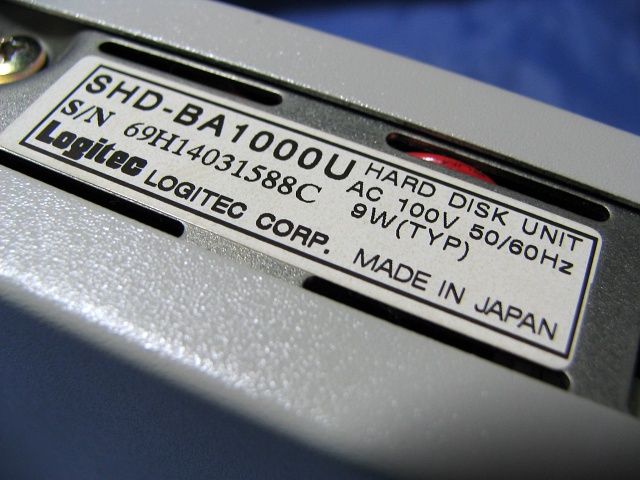 SHD-BA1000U HARD DISK UNIT
S/N 69H14031588C AC 100V 50/60Hz
9W(TYP)
Logitec LOGITEC CORP. MADE IN JAPAN